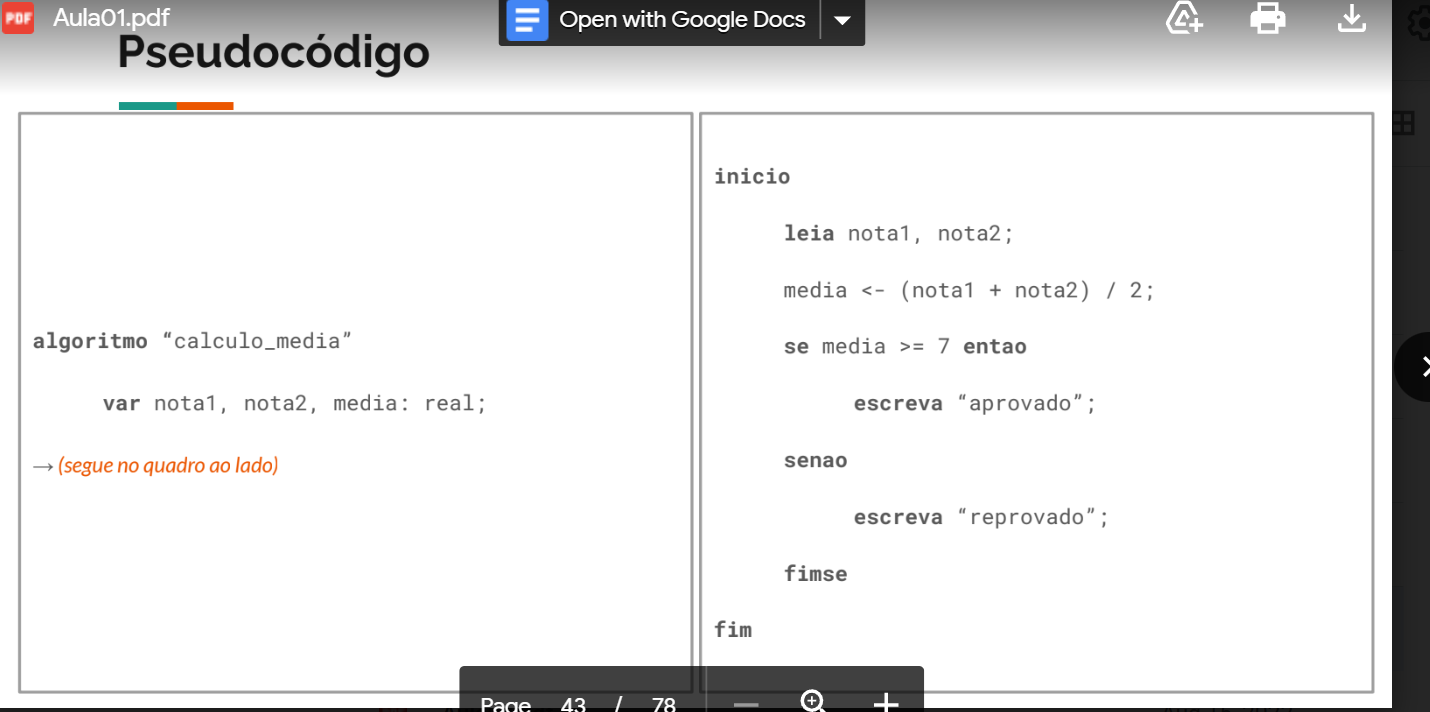 PDF Aula01.pdf
Open with Google Docs
Pseudocódigo
algoritmo “calculo_media”
var nota1, nota2, media: real;
→ (segue no quadro ao lado)
inicio
leia nota1, nota2;
media <- (nota1 + nota2) / 2;
se media >= 7 entao
escreva “aprovado”;
senao
escreva “reprovado”;
fimse
fim
Page 43 / 78